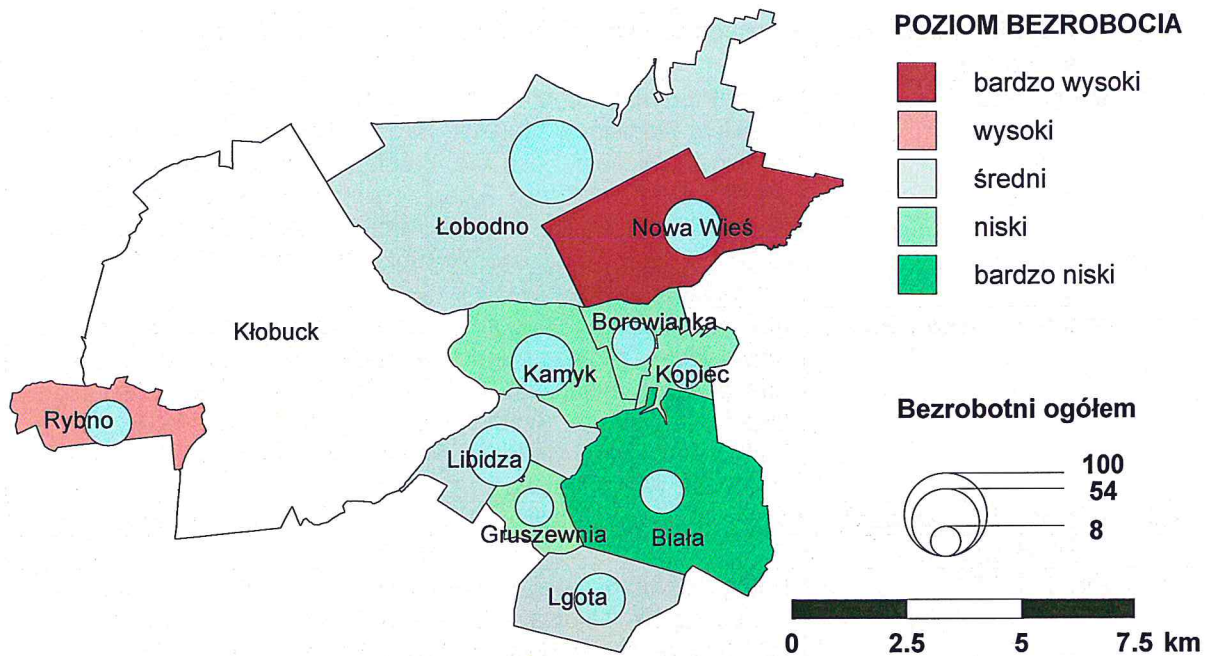 POZIOM BEZROBOCIA
bardzo wysoki
wysoki
średni
niski
bardzo niski
Łobodno
Nowa Wieś
Borowianka
Kłobuck
Kamyk
Kopiec
Rybno
Libidza
Gruszewnia
Biała
Lgota
Bezrobotni ogółem
100
54
8
0 2.5 5 7.5 km